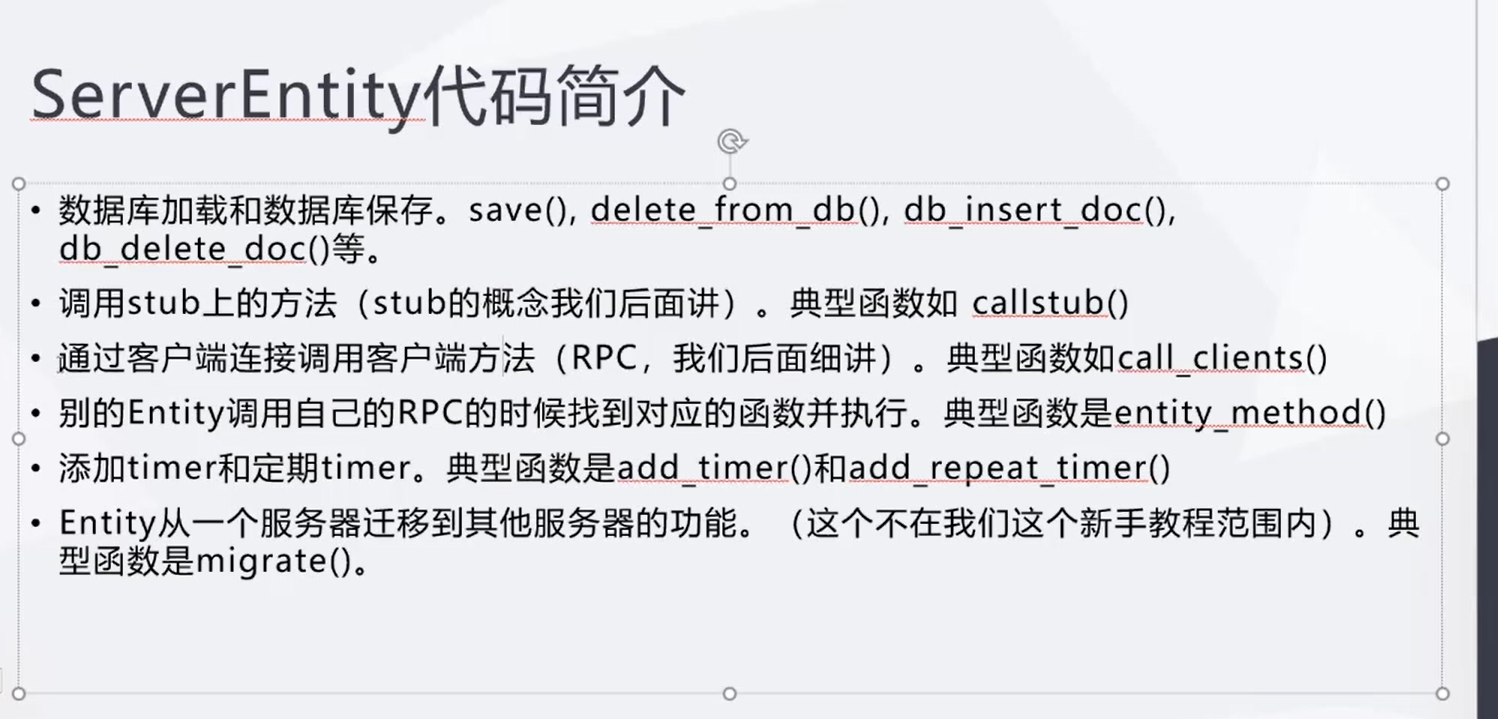 ServerEntity代码简介
• 数据库加载和数据库保存。save(), delete_from_db(), db_insert_doc(),
db_delete_doc()等。
• 调用stub上的方法（stub的概念我们后面讲）。典型函数如 callstub()
• 通过客户端连接调用客户端方法（RPC，我们后面细讲）。典型函数如call_clients()
• 别的Entity调用自己的RPC的时候找到对应的函数并执行。典型函数是entity_method()
• 添加timer和定期timer。典型函数是add_timer()和add_repeat_timer()
• Entity从一个服务器迁移到其他服务器的功能。（这个不在我们这个新手教程范围内）。典
型函数是migrate()。